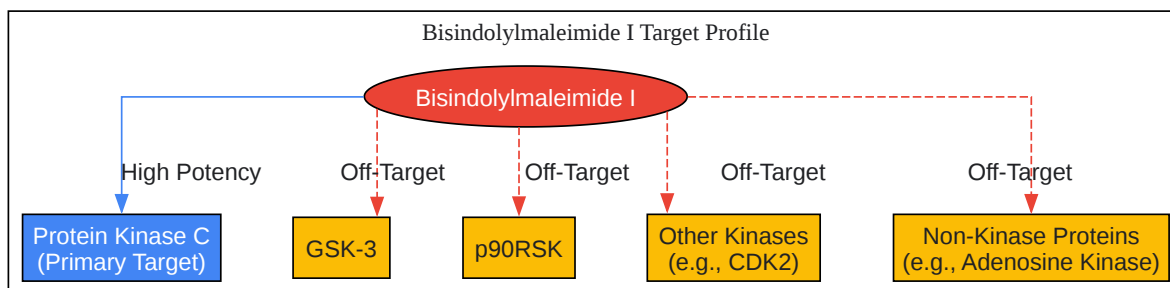 Bisindolylmaleimide I Target Profile
Bisindolylmaleimide I
High Potency
Off-Target
Off-Target
Off-Target
Off-Target
Protein Kinase C
(Primary Target)
GSK-3
p90RSK
Other Kinases
(e.g., CDK2)
Non-Kinase Proteins
(e.g., Adenosine Kinase)